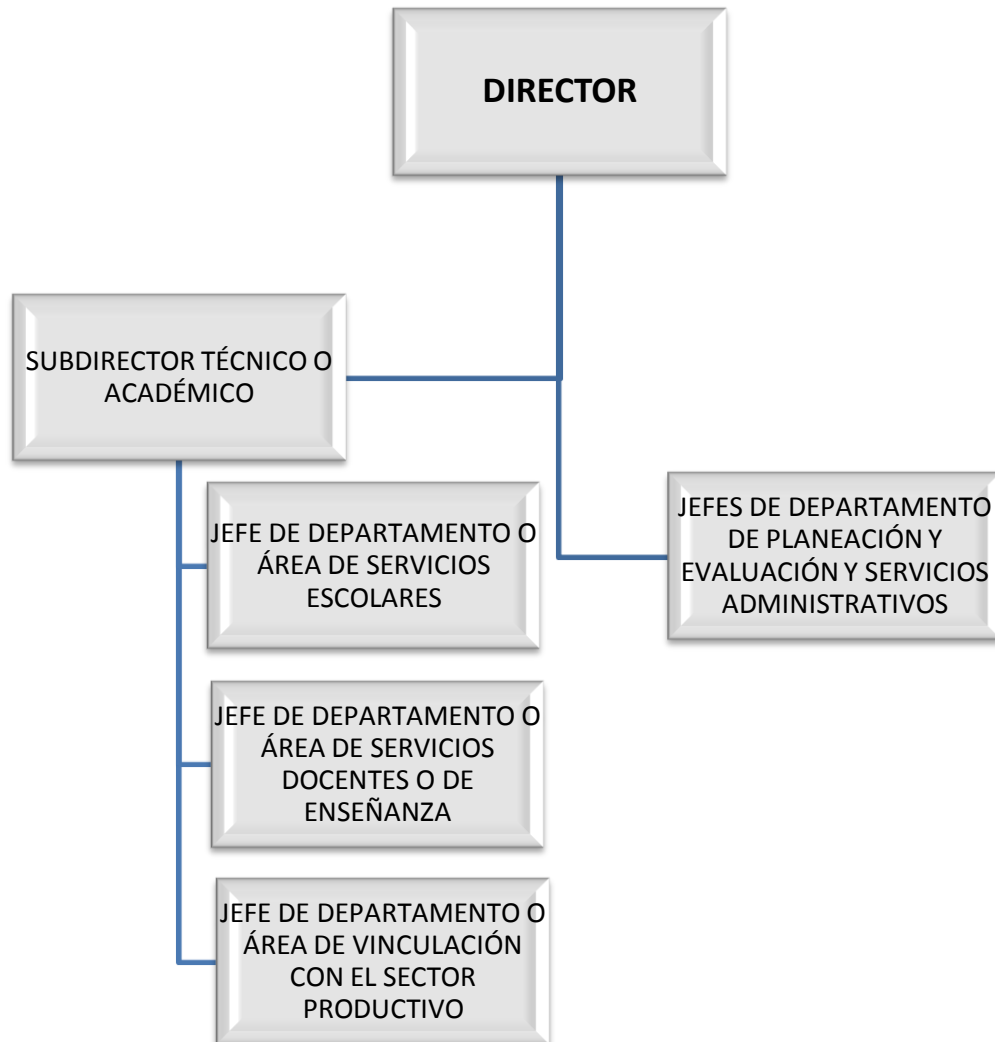 DIRECTOR
SUBDIRECTOR TÉCNICO O
ACADÉMICO
JEFE DE DEPARTAMENTO O
ÁREA DE SERVICIOS
ESCOLARES
JEFES DE DEPARTAMENTO
DE PLANEACIÓN Y
EVALUACIÓN Y SERVICIOS
ADMINISTRATIVOS
JEFE DE DEPARTAMENTO O
ÁREA DE SERVICIOS
DOCENTES O DE
ENSEÑANZA
JEFE DE DEPARTAMENTO O
ÁREA DE VINCULACIÓN
CON EL SECTOR
PRODUCTIVO